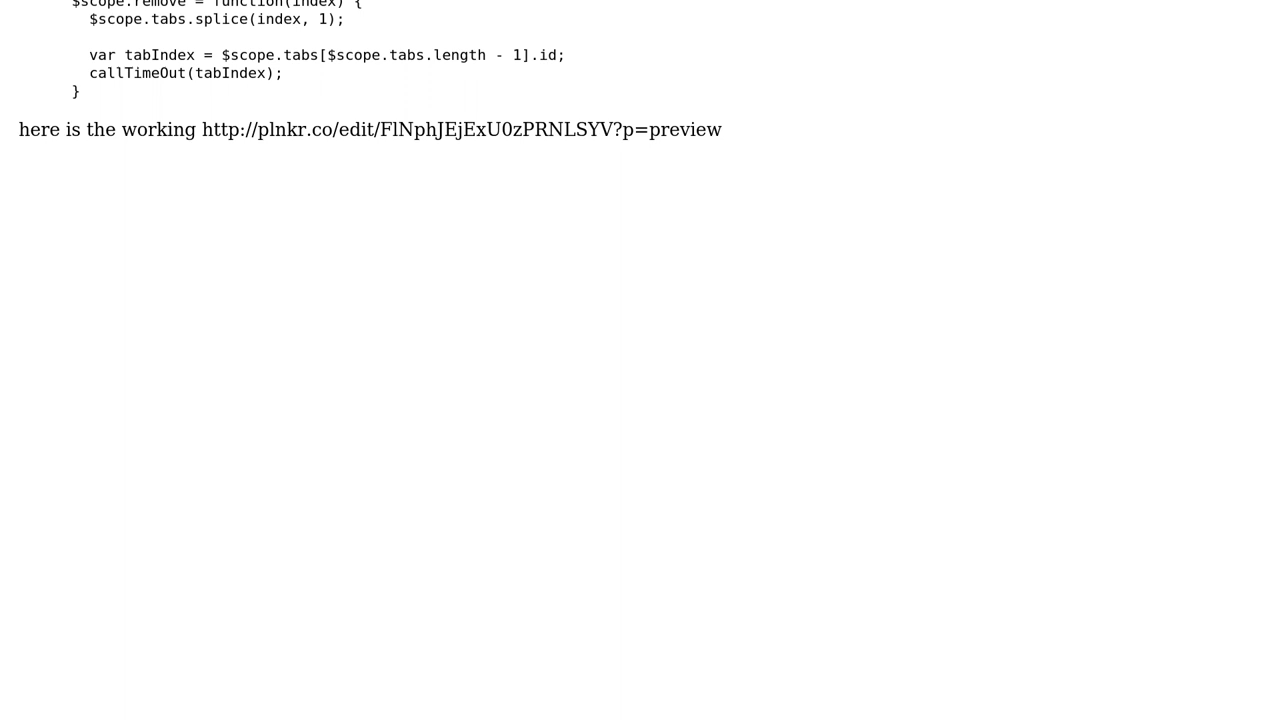 $scope.remove = function(index) {
$scope.tabs.splice(index, 1);
var tabIndex = $scope.tabs[$scope.tabs.length - 1].id;
callTimeOut(tabIndex);
}
here is the working http://plnkr.co/edit/FlNphJEjExU0zPRNLSYV?p=preview